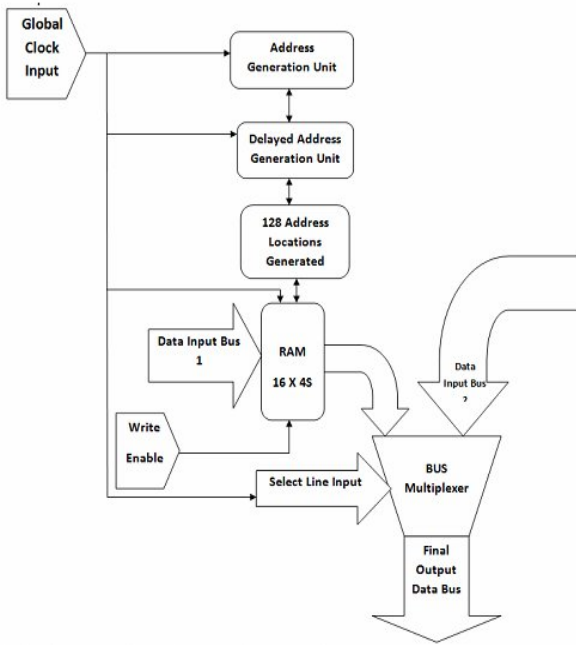 Global
Clock
Input
Address
Generation Unit
Delayed Address
Generation Unit
128 Address
Locations
Generated
Data Input Bus
1
RAM
16 X 4S
Data
Input Bus
2
Write
Enable
Select Line Input
BUS
Multiplexer
Final
Output
Data Bus